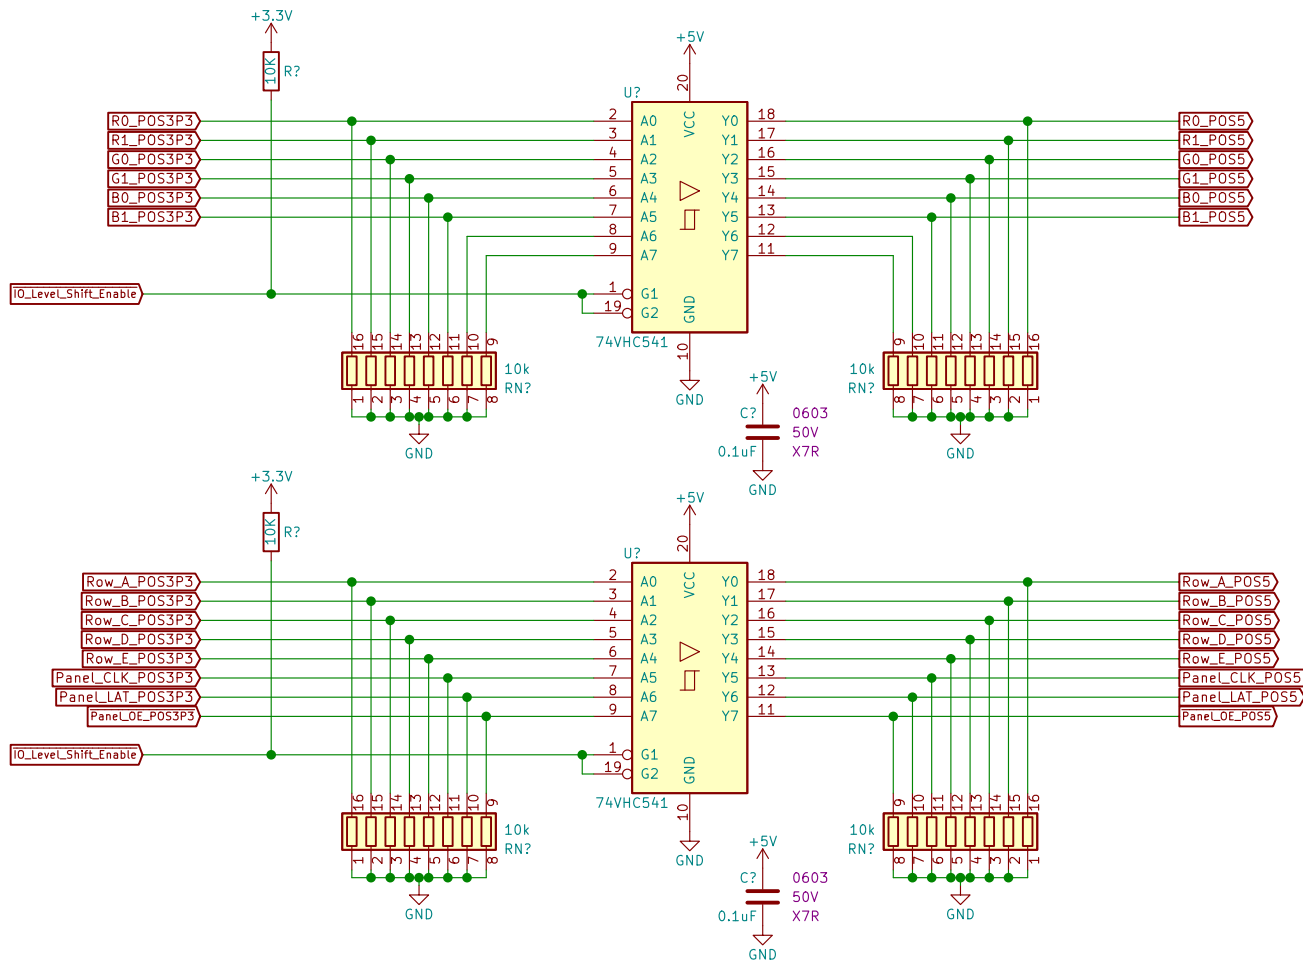 +3.3V
10K R?
+5V
20
U?
VCC
R0_POS3P3 2 A0 Y0 18 R0_POS5
R1_POS3P3 3 A1 Y1 17 R1_POS5
G0_POS3P3 4 A2 Y2 16 G0_POS5
G1_POS3P3 5 A3 Y3 15 G1_POS5
B0_POS3P3 6 A4 Y4 14 B0_POS5
B1_POS3P3 7 A5 Y5 13 B1_POS5
8 A6 Y6 12
9 A7 Y7 11
IO_Level_Shift_Enable 1 G1
19 G2
GND
74VHC541
10
GND
16 15 14 13 12 11 10 9
10k
RN?
1 2 3 4 5 6 7 8
GND
9 10 11 12 13 14 15 16
10k
RN?
8 7 6 5 4 3 2 1
GND
+5V
C? 0603
50V
0.1uF X7R
GND
+3.3V
10K R?
+5V
20
U?
VCC
Row_A_POS3P3 2 A0 Y0 18 Row_A_POS5
Row_B_POS3P3 3 A1 Y1 17 Row_B_POS5
Row_C_POS3P3 4 A2 Y2 16 Row_C_POS5
Row_D_POS3P3 5 A3 Y3 15 Row_D_POS5
Row_E_POS3P3 6 A4 Y4 14 Row_E_POS5
Panel_CLK_POS3P3 7 A5 Y5 13 Panel_CLK_POS5
Panel_LAT_POS3P3 8 A6 Y6 12 Panel_LAT_POS5
Panel_OE_POS3P3 9 A7 Y7 11 Panel_OE_POS5
IO_Level_Shift_Enable 1 G1
19 G2
GND
74VHC541
10
GND
16 15 14 13 12 11 10 9
10k
RN?
1 2 3 4 5 6 7 8
GND
9 10 11 12 13 14 15 16
10k
RN?
8 7 6 5 4 3 2 1
GND
+5V
C? 0603
50V
0.1uF X7R
GND